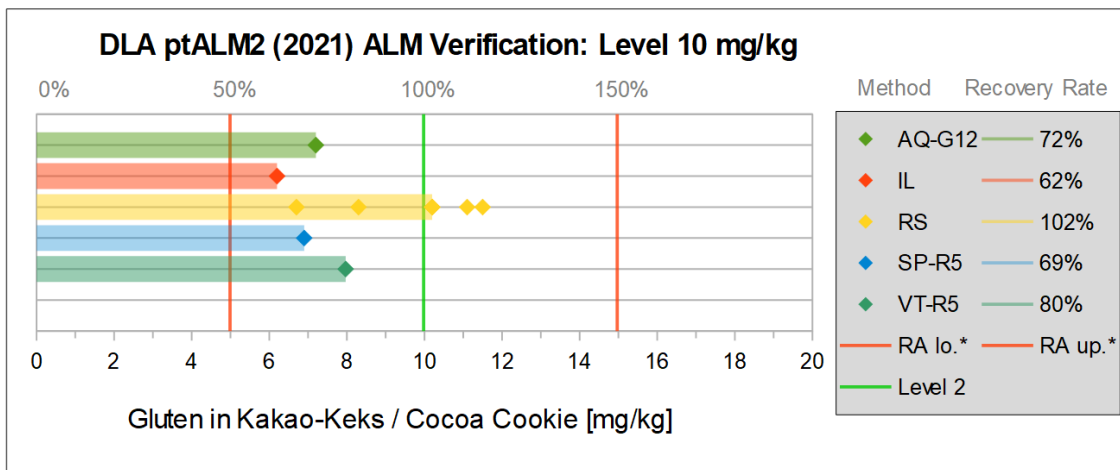 DLA ptALM2 (2021) ALM Verification: Level 10 mg/kg
0% 50% 100% 150%
Method Recovery Rate
AQ-G12 72%
IL 62%
RS 102%
SP-R5 69%
VT-R5 80%
RA lo.* RA up.*
Level 2
0 2 4 6 8 10 12 14 16 18 20
Gluten in Kakao-Keks / Cocoa Cookie [mg/kg]